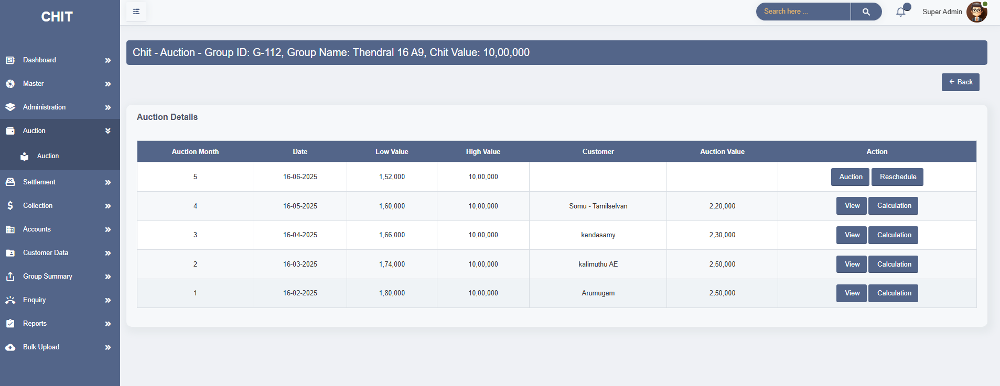 CHIT
Search here ...
Super Admin
Dashboard
Master
Administration
Auction
Auction
Settlement
Collection
Accounts
Customer Data
Group Summary
Enquiry
Reports
Bulk Upload
Chit - Auction - Group ID: G-112, Group Name: Thendral 16 A9, Chit Value: 10,00,000
Back
Auction Details
Auction Month Date Low Value High Value Customer Auction Value Action
5 16-06-2025 1,52,000 10,00,000 Auction Reschedule
4 16-05-2025 1,60,000 10,00,000 Somu - Tamilselvan 2,20,000 View Calculation
3 16-04-2025 1,66,000 10,00,000 kandasamy 2,30,000 View Calculation
2 16-03-2025 1,74,000 10,00,000 kalimuthu AE 2,50,000 View Calculation
1 16-02-2025 1,80,000 10,00,000 Arumugam 2,50,000 View Calculation